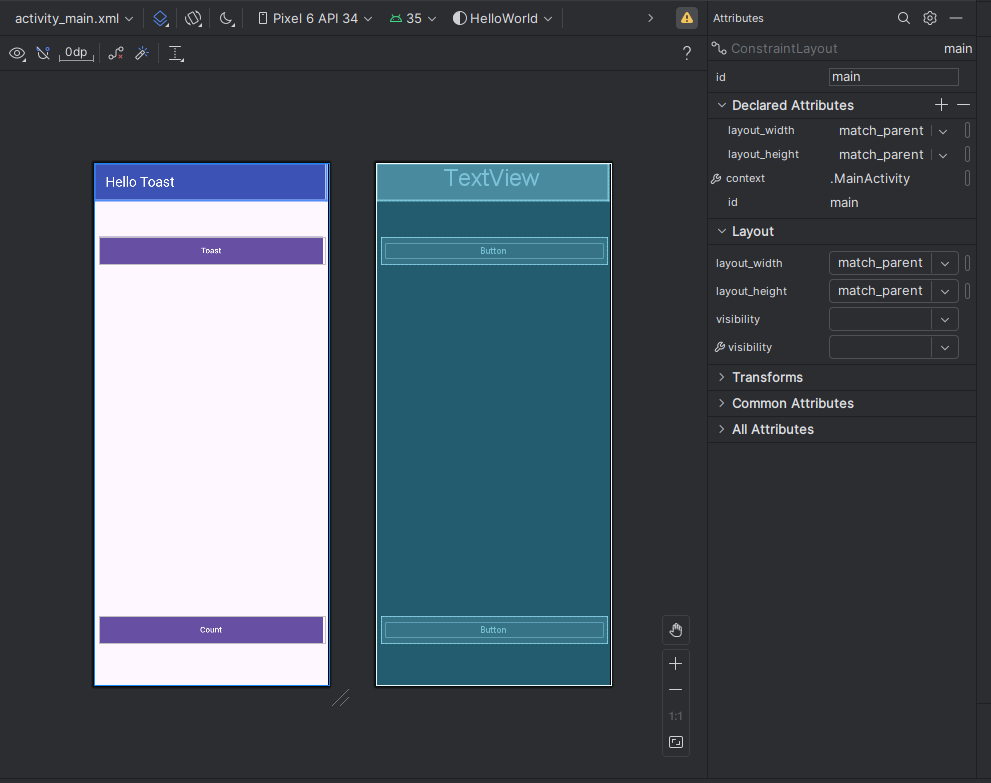 activity_main.xml Pixel 6 API 34 35 HelloWorld
Attributes
0dp ?
ConstraintLayout main
id main
Declared Attributes
layout_width match_parent
layout_height match_parent
context .MainActivity
id main
Layout
layout_width match_parent
layout_height match_parent
visibility
visibility
Transforms
Common Attributes
All Attributes
Hello Toast
Toast
Count
TextView
Button
Button
1:1